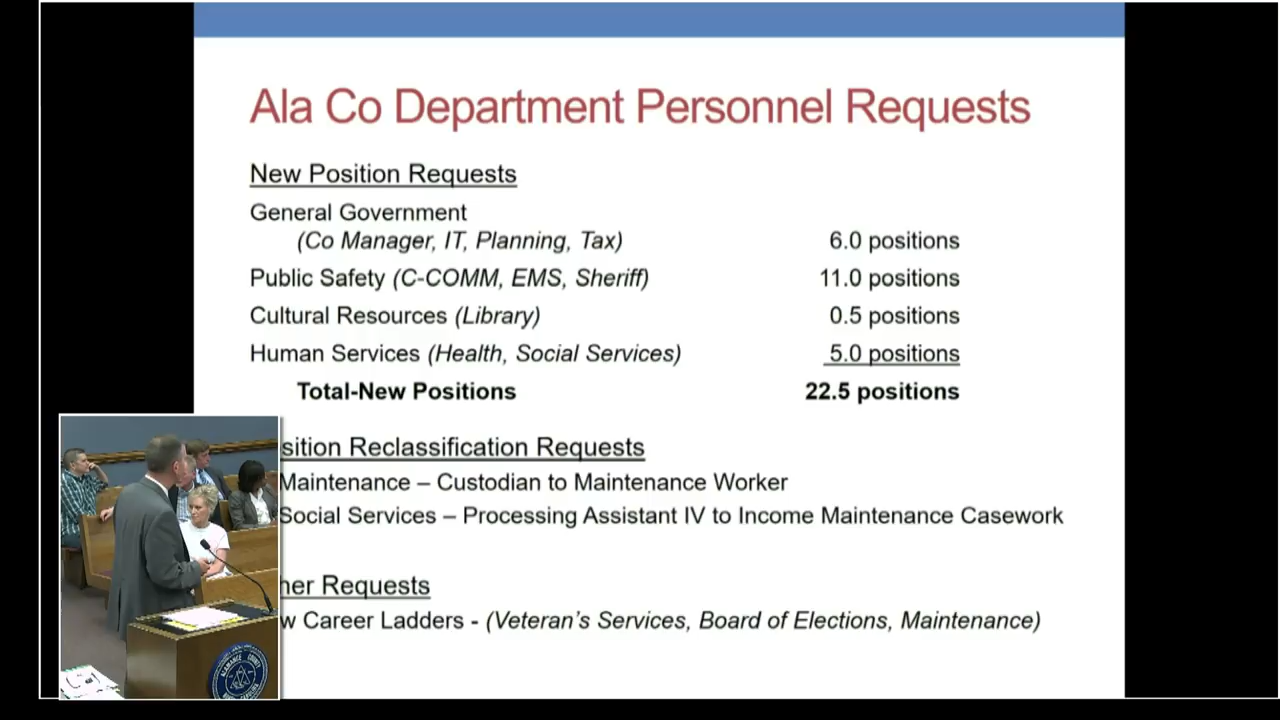 Ala Co Department Personnel Requests
New Position Requests
General Government
(Co Manager, IT, Planning, Tax) 6.0 positions
Public Safety (C-COMM, EMS, Sheriff) 11.0 positions
Cultural Resources (Library) 0.5 positions
Human Services (Health, Social Services) 5.0 positions
Total-New Positions 22.5 positions
sition Reclassification Requests
Maintenance – Custodian to Maintenance Worker
Social Services – Processing Assistant IV to Income Maintenance Casework
her Requests
w Career Ladders - (Veteran's Services, Board of Elections, Maintenance)
ALAMANCE COUNTY